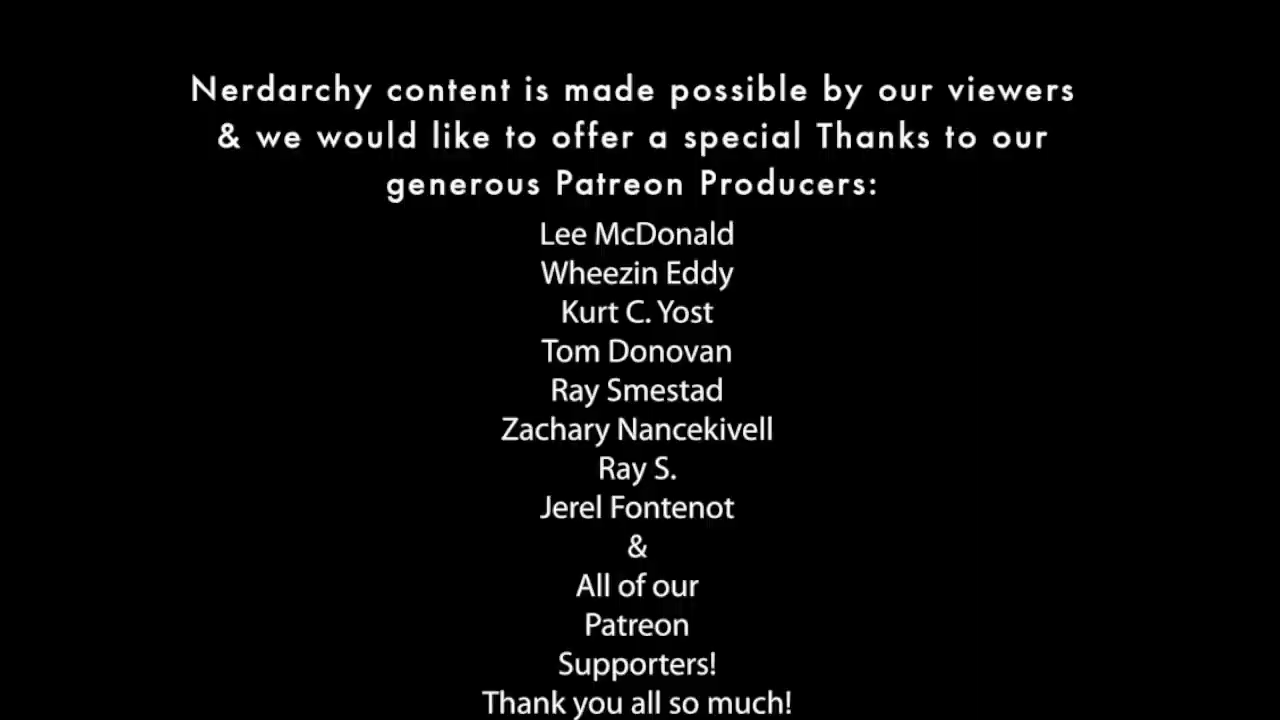 Nerdarchy content is made possible by our viewers
& we would like to offer a special Thanks to our
generous Patreon Producers:
Lee McDonald
Wheezin Eddy
Kurt C. Yost
Tom Donovan
Ray Smestad
Zachary Nancekivell
Ray S.
Jerel Fontenot
&
All of our
Patreon
Supporters!
Thank you all so much!